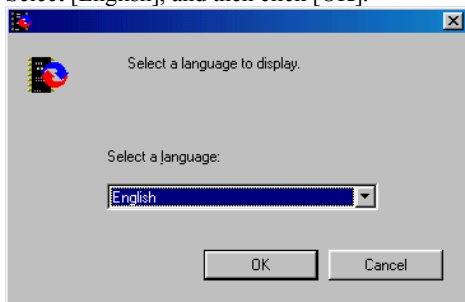 Select [English], and then click [OK].
Select a language to display.
Select a language:
English
OK Cancel